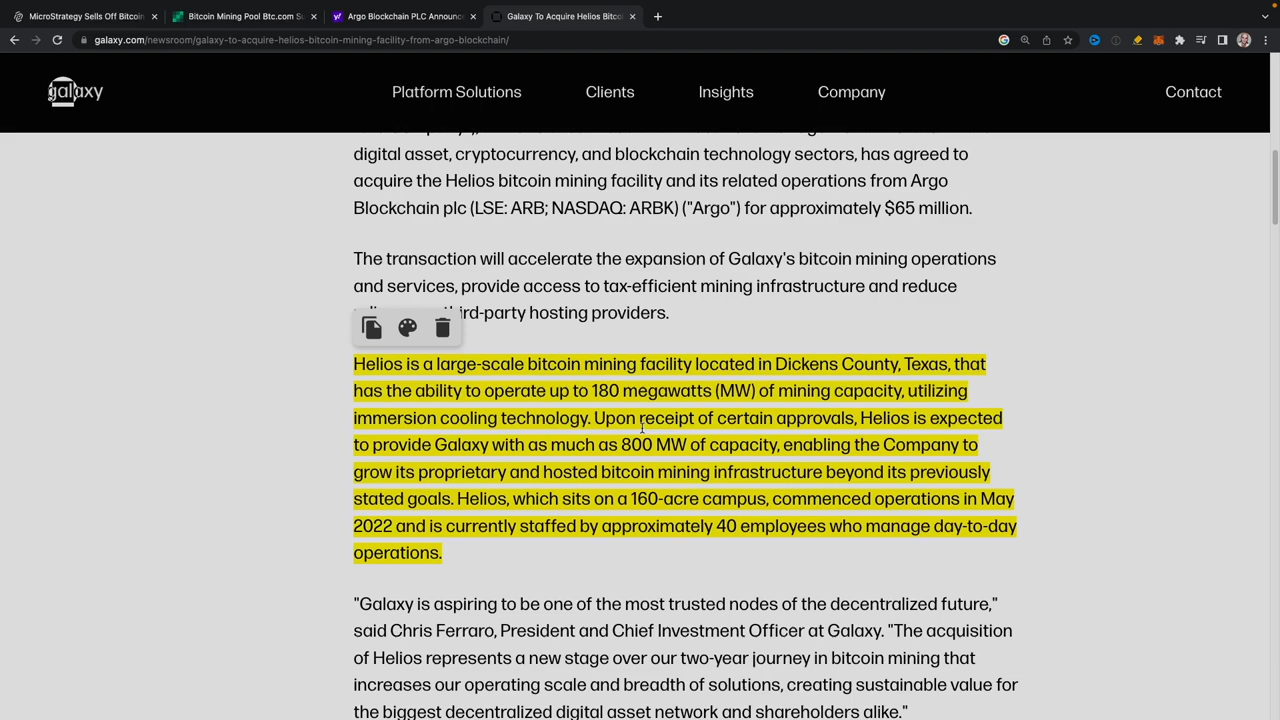 MicroStrategy Sells Off Bitcoin
Bitcoin Mining Pool Btc.com Su
Argo Blockchain PLC Announc
Galaxy To Acquire Helios Bitcoi
galaxy.com/newsroom/galaxy-to-acquire-helios-bitcoin-mining-facility-from-argo-blockchain/
galaxy
Platform Solutions
Clients
Insights
Company
Contact
digital asset, cryptocurrency, and blockchain technology sectors, has agreed to
acquire the Helios bitcoin mining facility and its related operations from Argo
Blockchain plc (LSE: ARB; NASDAQ: ARBK) ("Argo") for approximately $65 million.
The transaction will accelerate the expansion of Galaxy's bitcoin mining operations
and services, provide access to tax-efficient mining infrastructure and reduce
third-party hosting providers.
Helios is a large-scale bitcoin mining facility located in Dickens County, Texas, that
has the ability to operate up to 180 megawatts (MW) of mining capacity, utilizing
immersion cooling technology. Upon receipt of certain approvals, Helios is expected
to provide Galaxy with as much as 800 MW of capacity, enabling the Company to
grow its proprietary and hosted bitcoin mining infrastructure beyond its previously
stated goals. Helios, which sits on a 160-acre campus, commenced operations in May
2022 and is currently staffed by approximately 40 employees who manage day-to-day
operations.
"Galaxy is aspiring to be one of the most trusted nodes of the decentralized future,"
said Chris Ferraro, President and Chief Investment Officer at Galaxy. "The acquisition
of Helios represents a new stage over our two-year journey in bitcoin mining that
increases our operating scale and breadth of solutions, creating sustainable value for
the biggest decentralized digital asset network and shareholders alike."